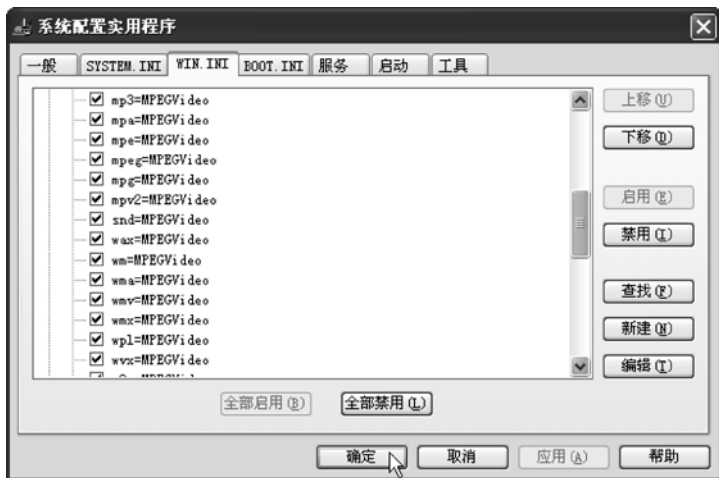 系统配置实用程序
一般 SYSTEM.INI WIN.INI BOOT.INI 服务 启动 工具
mp3=MPEGVideo
mpa=MPEGVideo
mpe=MPEGVideo
mpeg=MPEGVideo
mpg=MPEGVideo
mpv2=MPEGVideo
snd=MPEGVideo
wax=MPEGVideo
wm=MPEGVideo
wma=MPEGVideo
wmv=MPEGVideo
wmx=MPEGVideo
wpl=MPEGVideo
wvx=MPEGVideo
上移(U)
下移(D)
启用(E)
禁用(I)
查找(F)
新建(N)
编辑(T)
全部启用(B) 全部禁用(L)
确定 取消 应用(A) 帮助